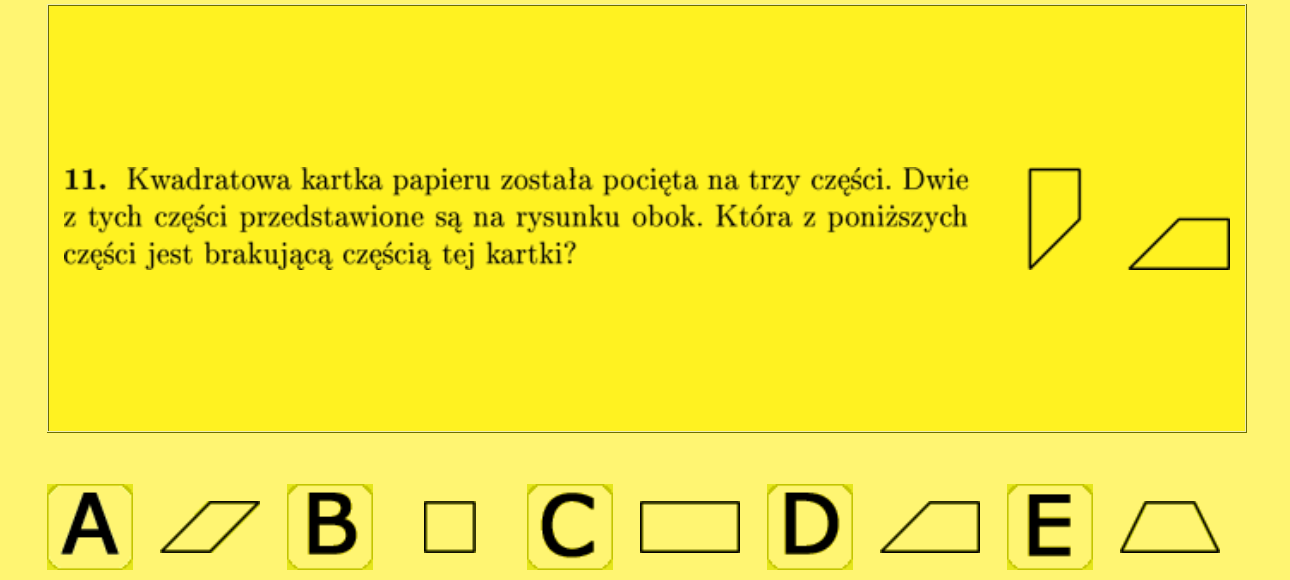 11. Kwadratowa kartka papieru została pocięta na trzy części. Dwie
z tych części przedstawione są na rysunku obok. Która z poniższych
części jest brakującą częścią tej kartki?
A B C D E